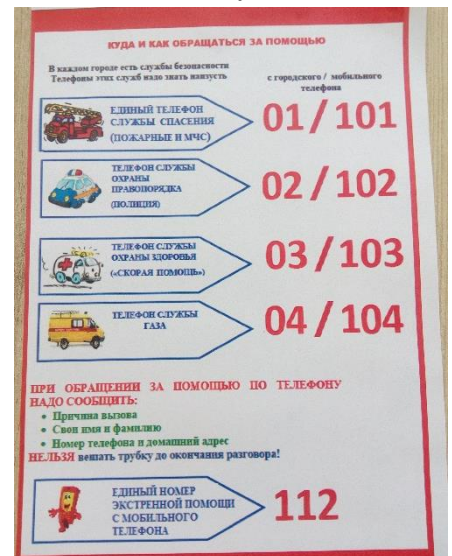 КУДА И КАК ОБРАЩАТЬСЯ ЗА ПОМОЩЬЮ
В каждом городе есть службы безопасности
Телефоны этих служб надо знать наизусть
с городского / мобильного
телефона
ЕДИНЫЙ ТЕЛЕФОН
СЛУЖБЫ СПАСЕНИЯ
(ПОЖАРНЫЕ И МЧС)
01/101
ТЕЛЕФОН СЛУЖБЫ
ОХРАНЫ
ПРАВОПОРЯДКА
(ПОЛИЦИЯ)
02/102
ТЕЛЕФОН СЛУЖБЫ
ОХРАНЫ ЗДОРОВЬЯ
(«СКОРАЯ ПОМОЩЬ»)
03/103
ТЕЛЕФОН СЛУЖБЫ
ГАЗА
04/104
ПРИ ОБРАЩЕНИИ ЗА ПОМОЩЬЮ ПО ТЕЛЕФОНУ
НАДО СООБЩИТЬ:
• Причина вызова
• Свои имя и фамилию
• Номер телефона и домашний адрес
НЕЛЬЗЯ вешать трубку до окончания разговора!
ЕДИНЫЙ НОМЕР
ЭКСТРЕННОЙ ПОМОЩИ
С МОБИЛЬНОГО
ТЕЛЕФОНА
112